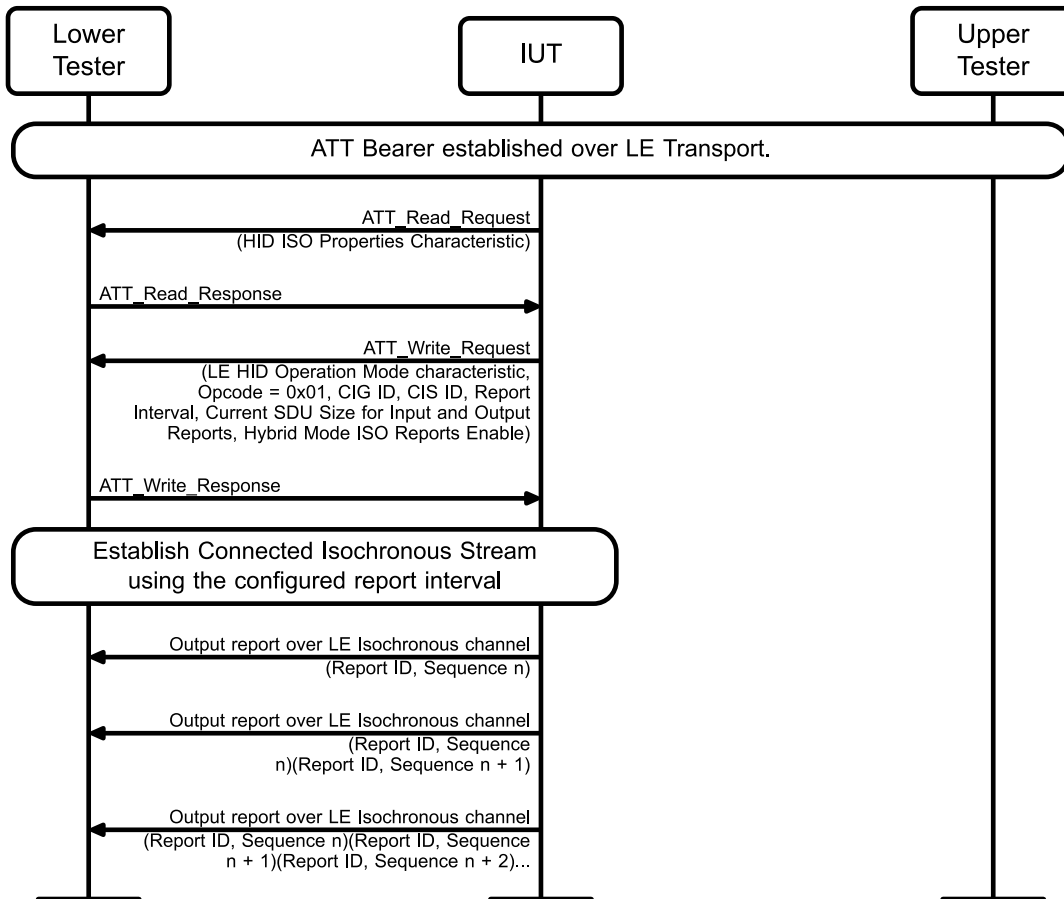 Lower
Tester
IUT
Upper
Tester
ATT Bearer established over LE Transport.
ATT_Read_Request
(HID ISO Properties Characteristic)
ATT_Read_Response
ATT_Write_Request
(LE HID Operation Mode characteristic,
Opcode = 0x01, CIG ID, CIS ID, Report
Interval, Current SDU Size for Input and Output
Reports, Hybrid Mode ISO Reports Enable)
ATT_Write_Response
Establish Connected Isochronous Stream
using the configured report interval
Output report over LE Isochronous channel
(Report ID, Sequence n)
Output report over LE Isochronous channel
(Report ID, Sequence
n)(Report ID, Sequence n + 1)
Output report over LE Isochronous channel
(Report ID, Sequence n)(Report ID, Sequence
n + 1)(Report ID, Sequence n + 2)...